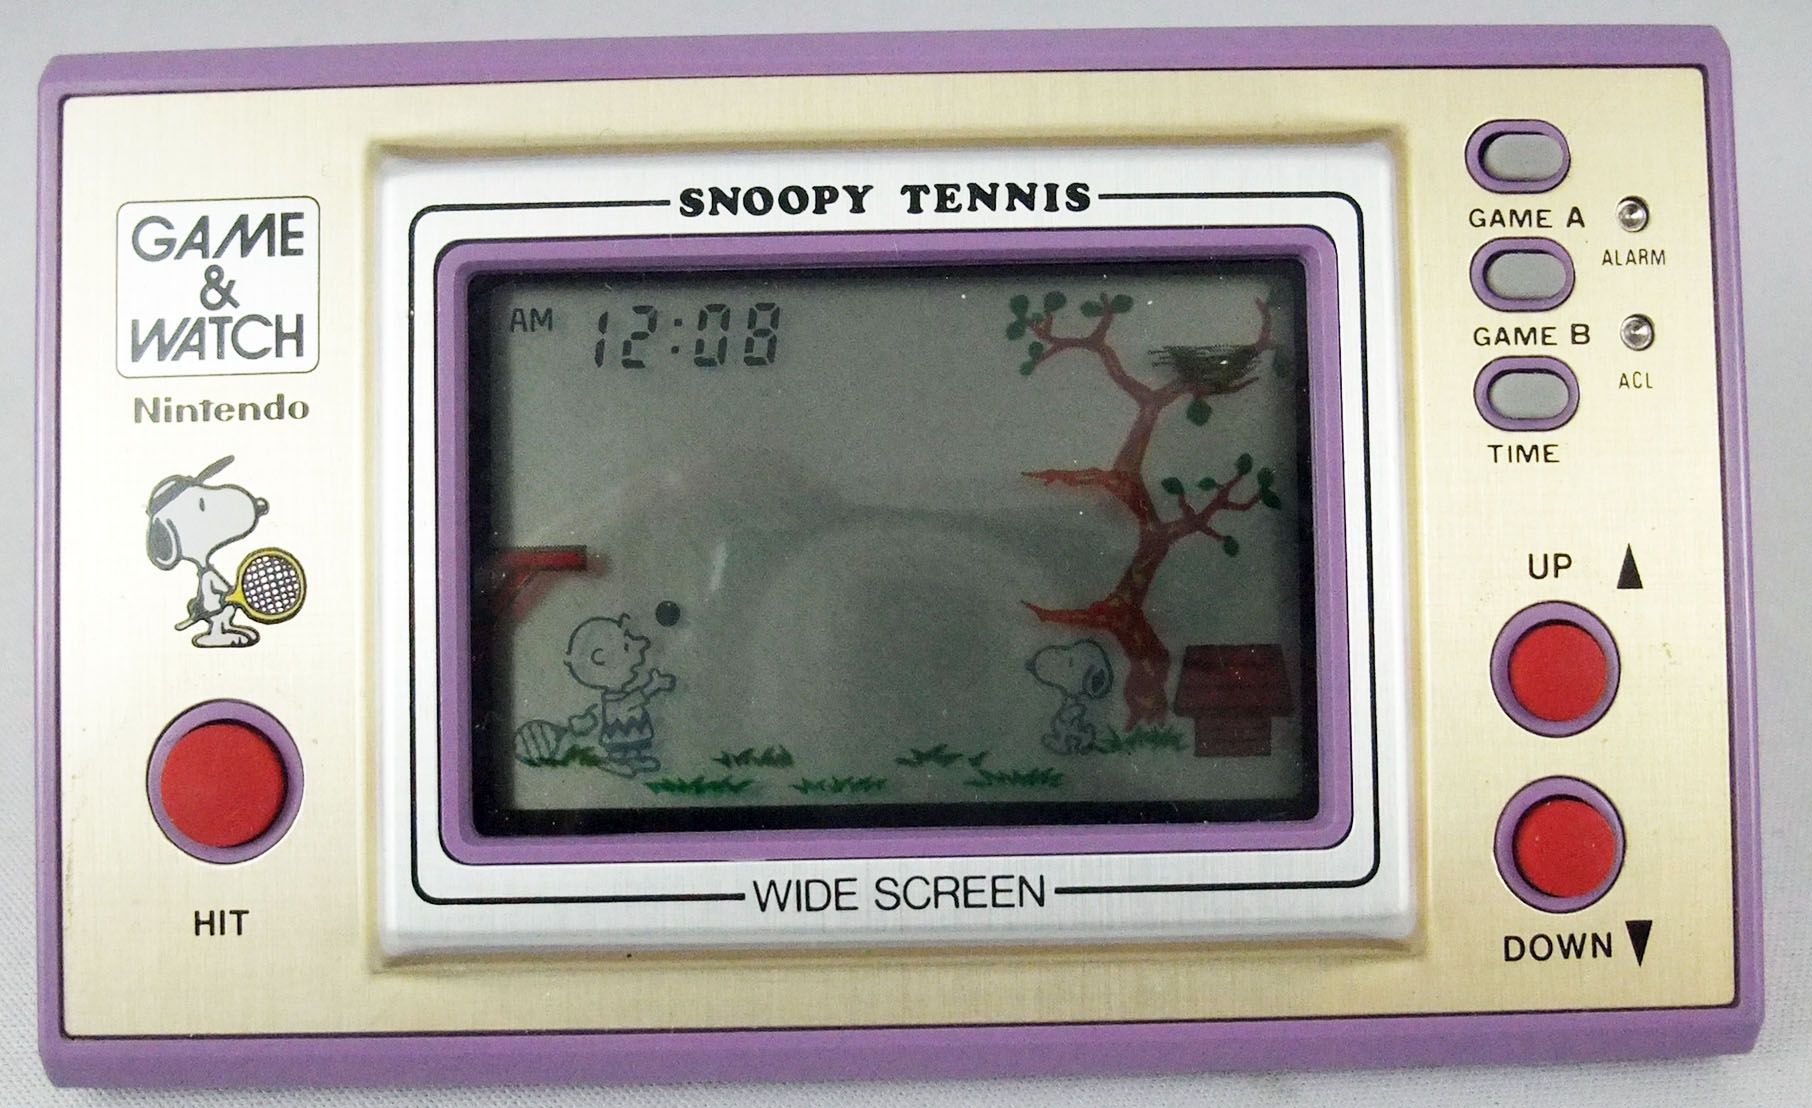 GAME
&
WATCH
Nintendo
HIT
SNOOPY TENNIS
AM 12:08
WIDE SCREEN
GAME A
ALARM
GAME B
ACL
TIME
UP ▲
DOWN ▼